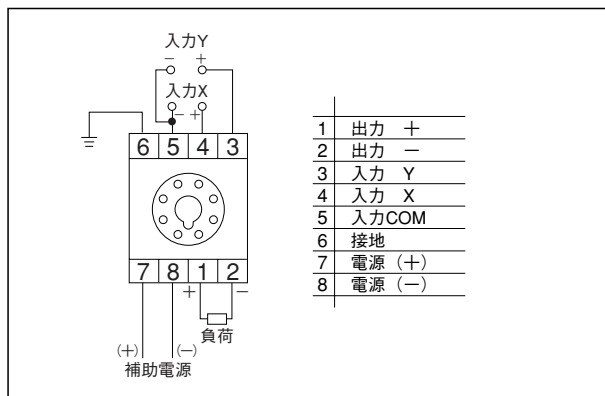 入力Y
− +
入力X
− +
6 5 4 3
7 8 1 2
+ −
負荷
(+) (−)
補助電源
1 出力 +
2 出力 −
3 入力 Y
4 入力 X
5 入力COM
6 接地
7 電源(+)
8 電源(−)